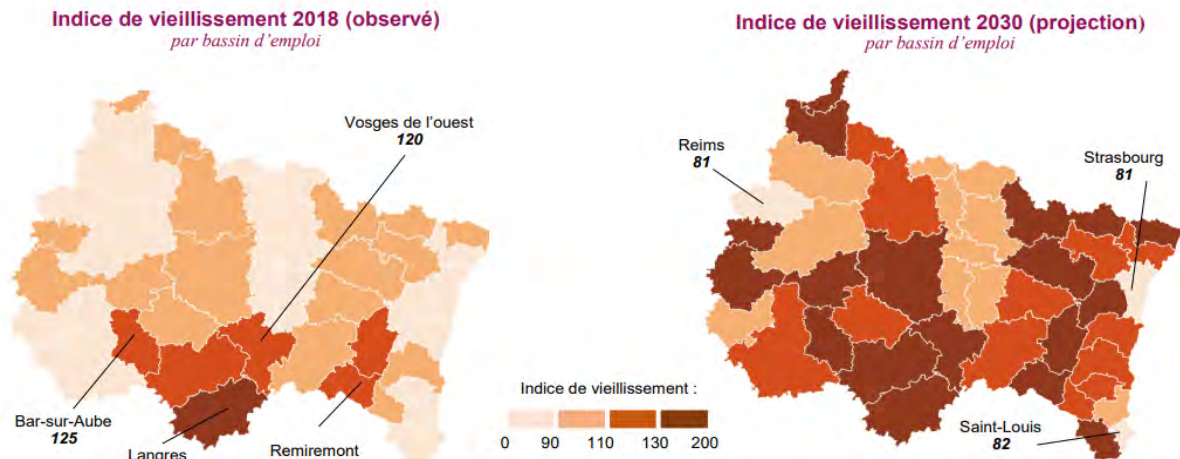 Indice de vieillissement 2018 (observé)
par bassin d'emploi
Vosges de l'ouest
120
Bar-sur-Aube
125
Langres
Remiremont
Indice de vieillissement 2030 (projection)
par bassin d'emploi
Reims
81
Strasbourg
81
Saint-Louis
82
Indice de vieillissement :
0 90 110 130 200